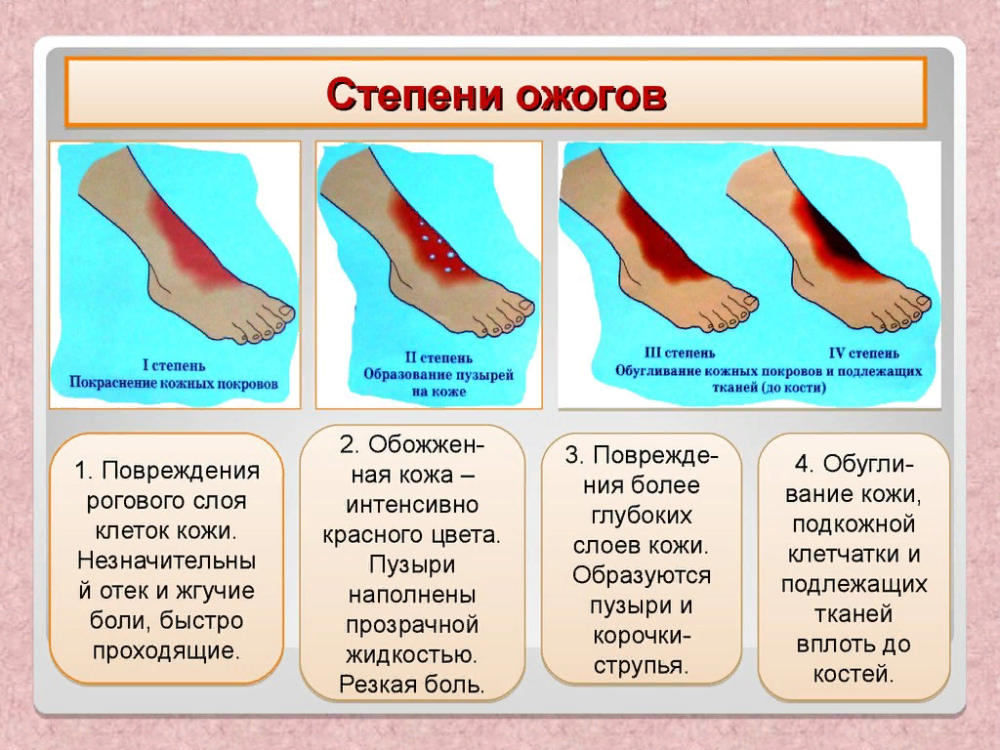 Степени ожогов
I степень
Покраснение кожных покровов
II степень
Образование пузырей
на коже
III степень
IV степень
Обугливание кожных покровов и подлежащих
тканей (до кости)
1. Повреждения
рогового слоя
клеток кожи.
Незначительны
й отек и жгучие
боли, быстро
проходящие.
2. Обожжен-
ная кожа –
интенсивно
красного цвета.
Пузыри
наполнены
прозрачной
жидкостью.
Резкая боль.
3. Поврежде-
ния более
глубоких
слоев кожи.
Образуются
пузыри и
корочки-
струпья.
4. Обугли-
вание кожи,
подкожной
клетчатки и
подлежащих
тканей
вплоть до
костей.